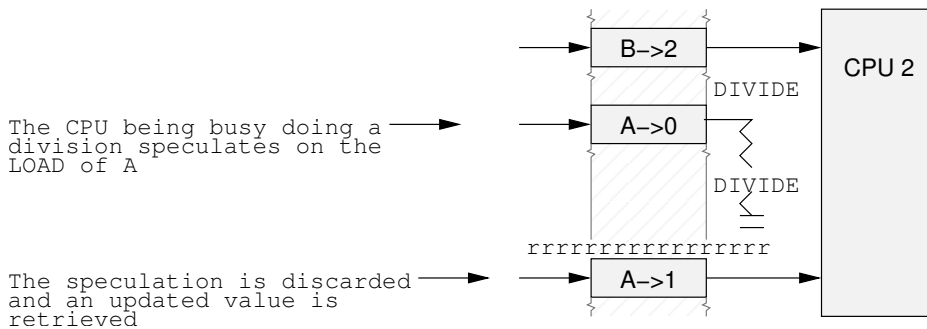 B->2
CPU 2
DIVIDE
The CPU being busy doing a
division speculates on the
LOAD of A
A->0
DIVIDE
rrrrrrrrrrrrrrrrr
The speculation is discarded
and an updated value is
retrieved
A->1